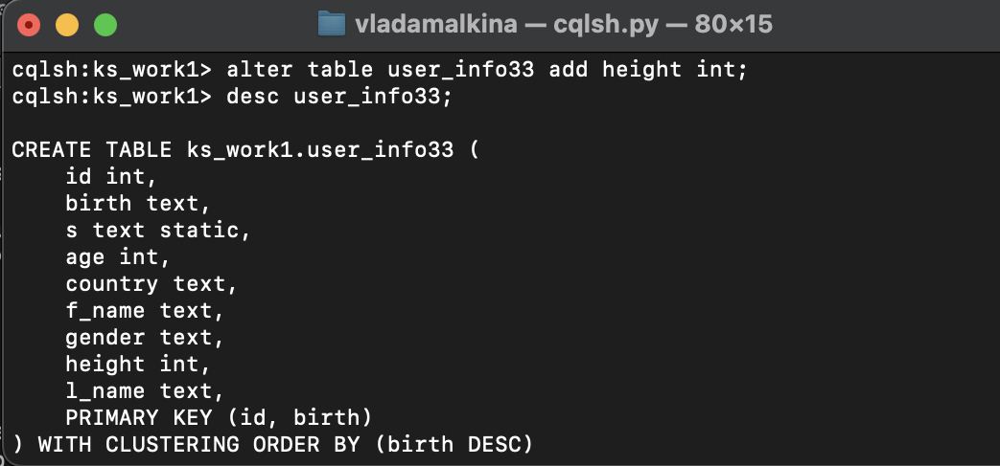 vladamalkina — cqlsh.py — 80×15
cqlsh:ks_work1> alter table user_info33 add height int;
cqlsh:ks_work1> desc user_info33;
CREATE TABLE ks_work1.user_info33 (
    id int,
    birth text,
    s text static,
    age int,
    country text,
    f_name text,
    gender text,
    height int,
    l_name text,
    PRIMARY KEY (id, birth)
) WITH CLUSTERING ORDER BY (birth DESC)